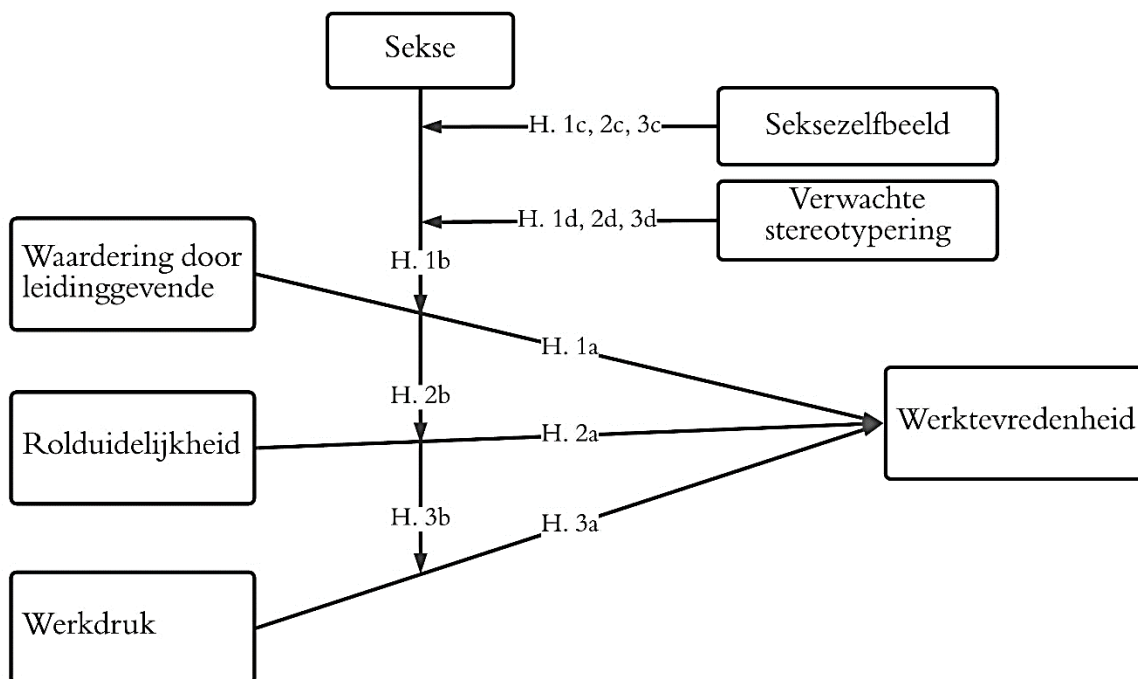 Sekse
H. 1c, 2c, 3c
Seksezelfbeeld
H. 1d, 2d, 3d
Verwachte
stereotypering
Waardering door
leidinggevende
H. 1b
H. 1a
H. 2b
Rolduidelijkheid
H. 2a
Werktevredenheid
H. 3b
H. 3a
Werkdruk